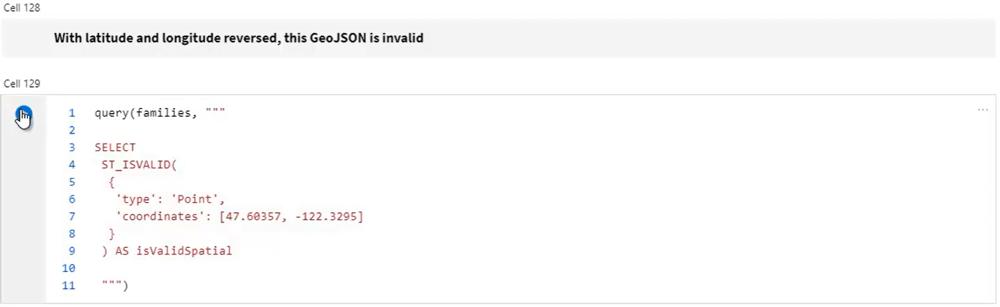 Cell 128
With latitude and longitude reversed, this GeoJSON is invalid
Cell 129
1 query(families, """
2
3 SELECT
4 ST_ISVALID(
5 {
6 'type': 'Point',
7 'coordinates': [47.60357, -122.3295]
8 }
9 ) AS isValidSpatial
10
11 """)
...